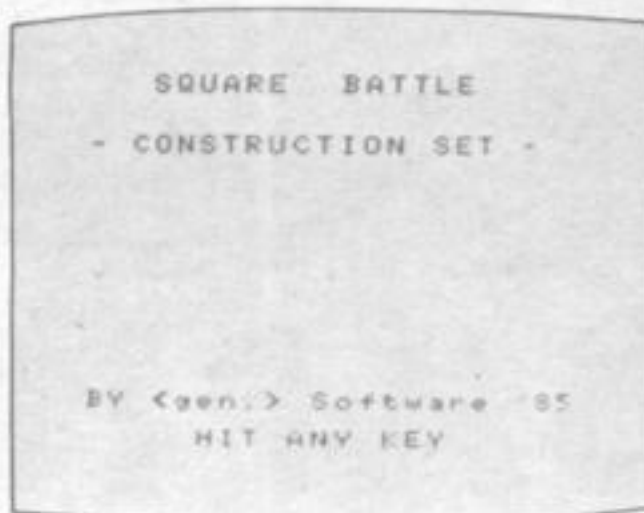 SQUARE BATTLE
- CONSTRUCTION SET -
BY <gen.> Software '85
HIT ANY KEY